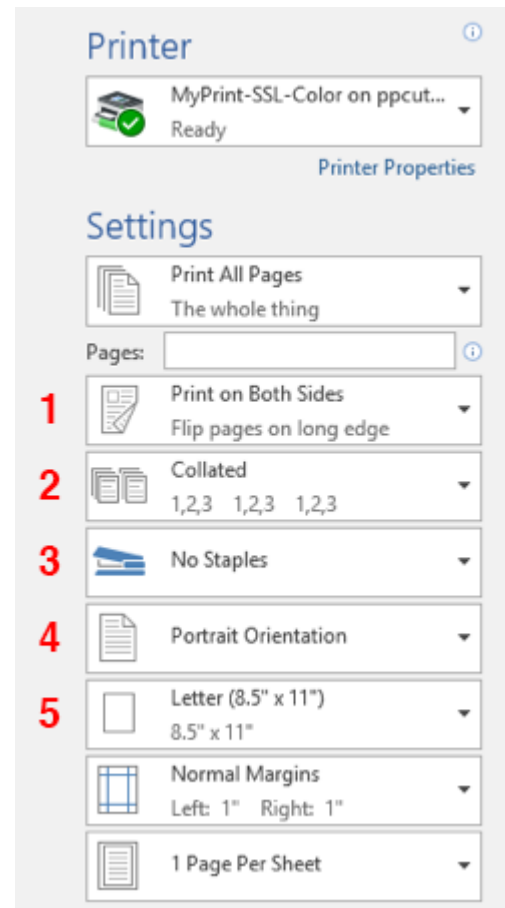 Printer
MyPrint-SSL-Color on ppcut...
Ready
Printer Properties
Settings
Print All Pages
The whole thing
Pages:
1
Print on Both Sides
Flip pages on long edge
2
Collated
1,2,3 1,2,3 1,2,3
3
No Staples
4
Portrait Orientation
5
Letter (8.5" x 11")
8.5" x 11"
Normal Margins
Left: 1" Right: 1"
1 Page Per Sheet